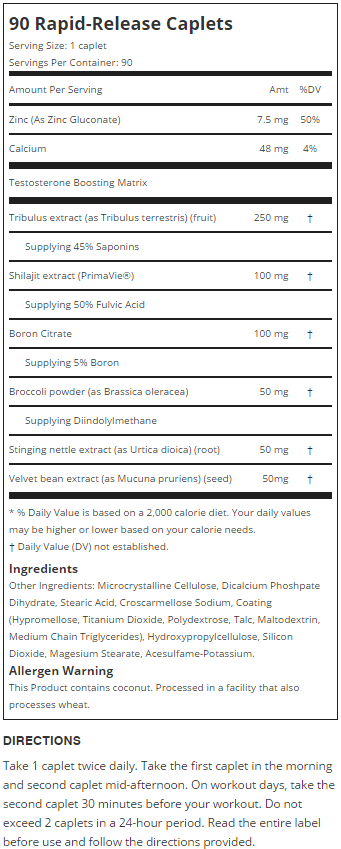 90 Rapid-Release Caplets
Serving Size: 1 caplet
Servings Per Container: 90
Amount Per Serving Amt %DV
Zinc (As Zinc Gluconate) 7.5 mg 50%
Calcium 48 mg 4%
Testosterone Boosting Matrix
Tribulus extract (as Tribulus terrestris) (fruit) 250 mg †
Supplying 45% Saponins
Shilajit extract (PrimaVie®) 100 mg †
Supplying 50% Fulvic Acid
Boron Citrate 100 mg †
Supplying 5% Boron
Broccoli powder (as Brassica oleracea) 50 mg †
Supplying Diindolylmethane
Stinging nettle extract (as Urtica dioica) (root) 50 mg †
Velvet bean extract (as Mucuna pruriens) (seed) 50mg †
* % Daily Value is based on a 2,000 calorie diet. Your daily values
may be higher or lower based on your calorie needs.
† Daily Value (DV) not established.
Ingredients
Other Ingredients: Microcrystalline Cellulose, Dicalcium Phoshpate
Dihydrate, Stearic Acid, Croscarmellose Sodium, Coating
(Hypromellose, Titanium Dioxide, Polydextrose, Talc, Maltodextrin,
Medium Chain Triglycerides), Hydroxypropylcellulose, Silicon
Dioxide, Magesium Stearate, Acesulfame-Potassium.
Allergen Warning
This Product contains coconut. Processed in a facility that also
processes wheat.
DIRECTIONS
Take 1 caplet twice daily. Take the first caplet in the morning
and second caplet mid-afternoon. On workout days, take the
second caplet 30 minutes before your workout. Do not
exceed 2 caplets in a 24-hour period. Read the entire label
before use and follow the directions provided.